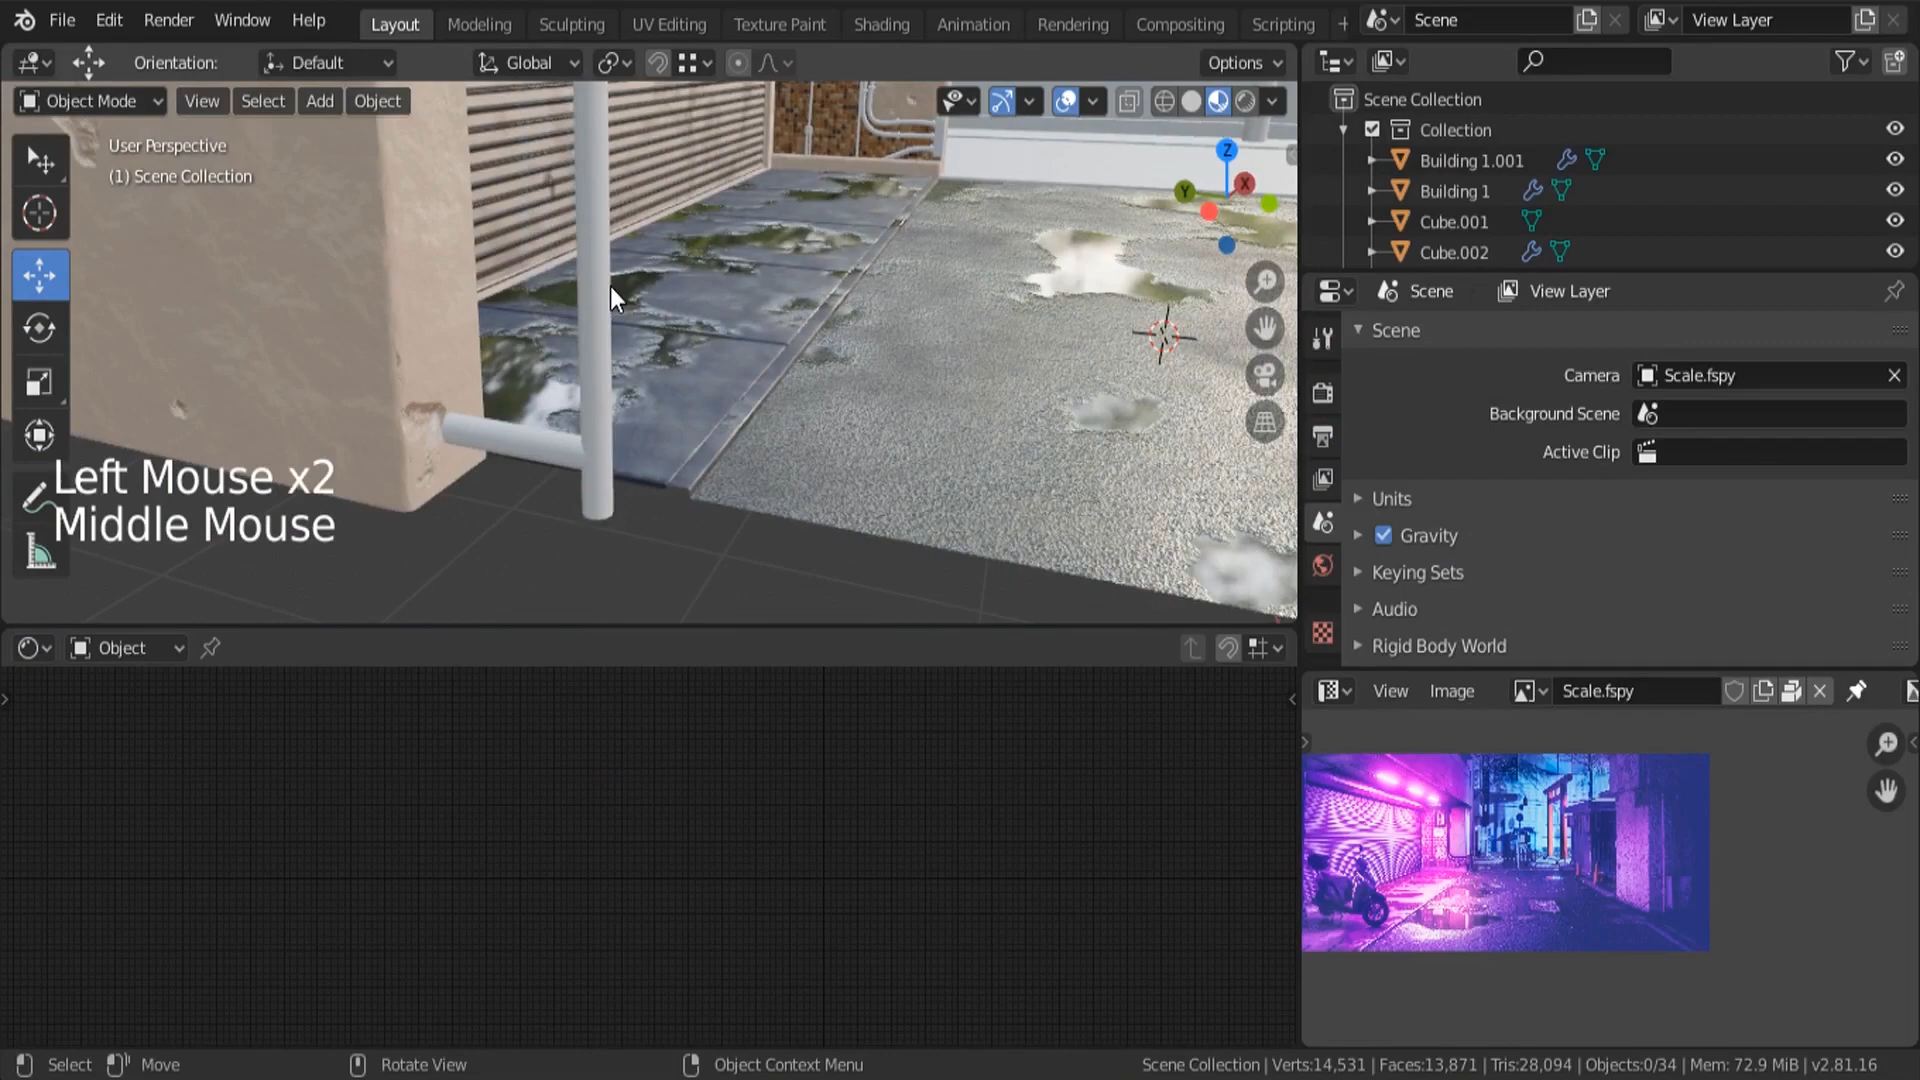 File Edit Render Window Help Layout Modeling Sculpting UV Editing Texture Paint Shading Animation Rendering Compositing Scripting + Scene View Layer
Orientation: Default Global Options
Object Mode View Select Add Object
User Perspective
(1) Scene Collection
Z
Y
X
Left Mouse x2
Middle Mouse
Scene Collection
Collection
Building 1.001
Building 1
Cube.001
Cube.002
Scene View Layer
Scene
Camera Scale.fspy
Background Scene
Active Clip
Units
Gravity
Keying Sets
Audio
Rigid Body World
Object
View Image Scale.fspy
Select Move Rotate View Object Context Menu Scene Collection | Verts:14,531 | Faces:13,871 | Tris:28,094 | Objects:0/34 | Mem: 72.9 MiB | v2.81.16